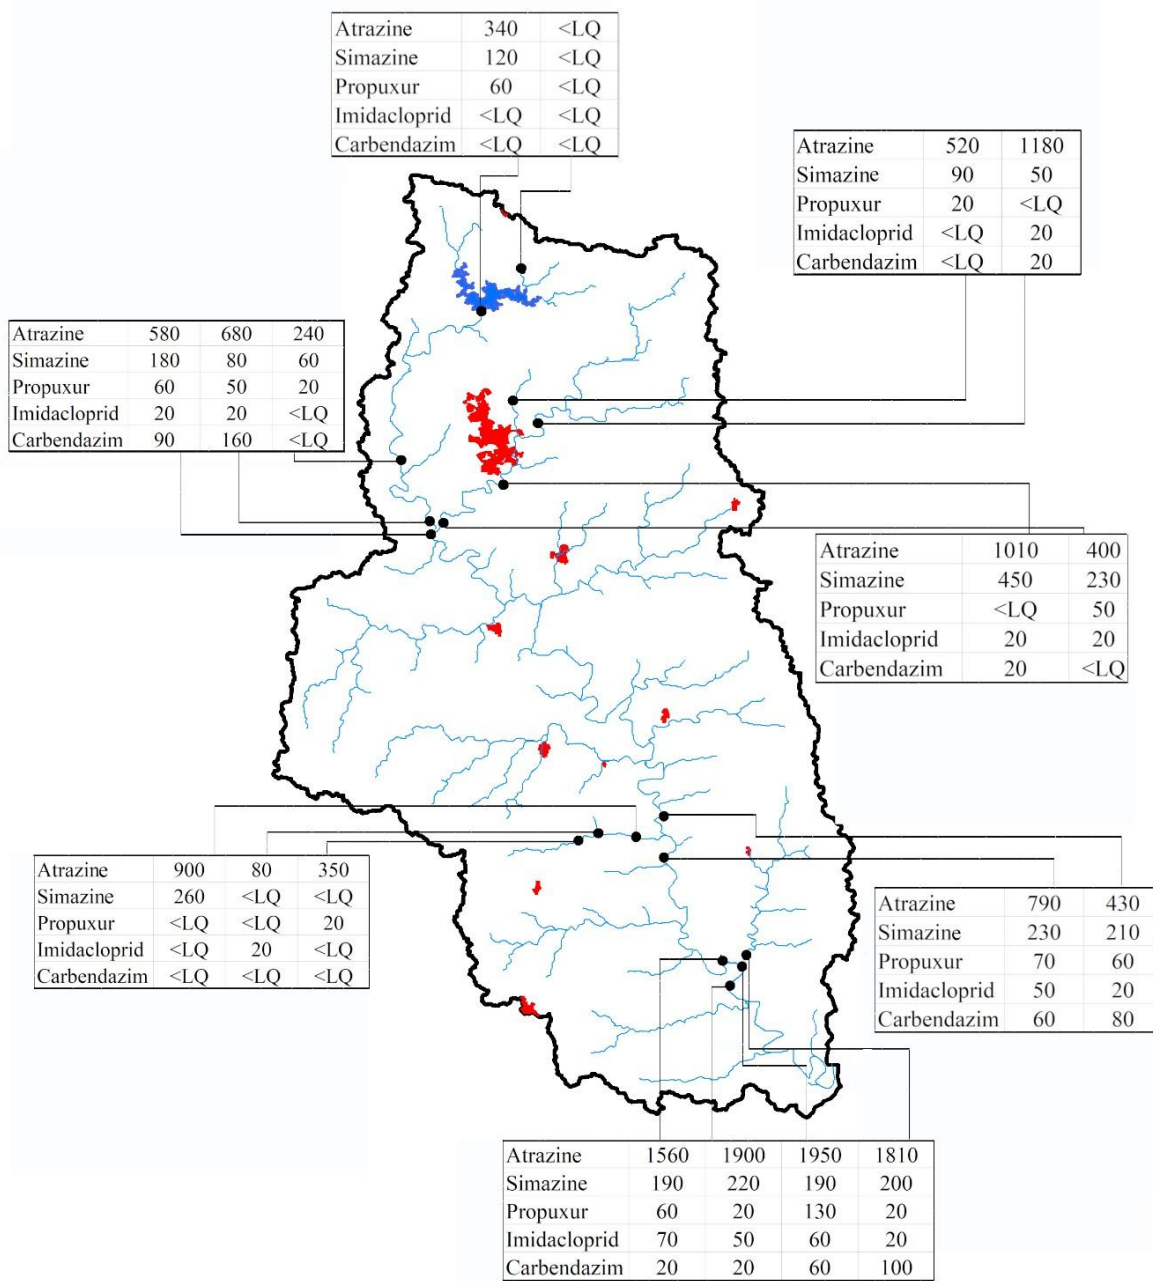 Atrazine 340 <LQ
Simazine 120 <LQ
Propuxur 60 <LQ
Imidacloprid <LQ <LQ
Carbendazim <LQ <LQ
Atrazine 520 1180
Simazine 90 50
Propuxur 20 <LQ
Imidacloprid <LQ 20
Carbendazim <LQ 20
Atrazine 580 680 240
Simazine 180 80 60
Propuxur 60 50 20
Imidacloprid 20 20 <LQ
Carbendazim 90 160 <LQ
Atrazine 1010 400
Simazine 450 230
Propuxur <LQ 50
Imidacloprid 20 20
Carbendazim 20 <LQ
Atrazine 900 80 350
Simazine 260 <LQ <LQ
Propuxur <LQ <LQ 20
Imidacloprid <LQ 20 <LQ
Carbendazim <LQ <LQ <LQ
Atrazine 790 430
Simazine 230 210
Propuxur 70 60
Imidacloprid 50 20
Carbendazim 60 80
Atrazine 1560 1900 1950 1810
Simazine 190 220 190 200
Propuxur 60 20 130 20
Imidacloprid 70 50 60 20
Carbendazim 20 20 60 100